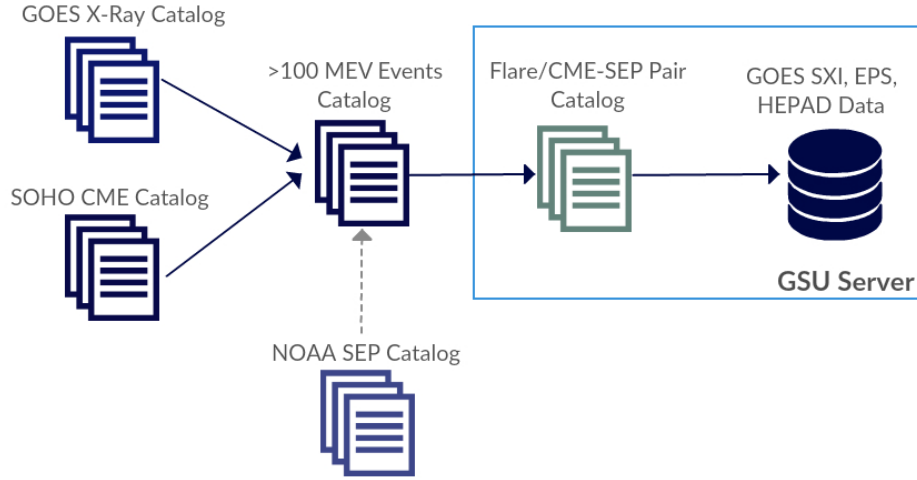 GOES X-Ray Catalog
>100 MEV Events
Catalog
Flare/CME-SEP Pair
Catalog
GOES SXI, EPS,
HEPAD Data
SOHO CME Catalog
GSU Server
NOAA SEP Catalog